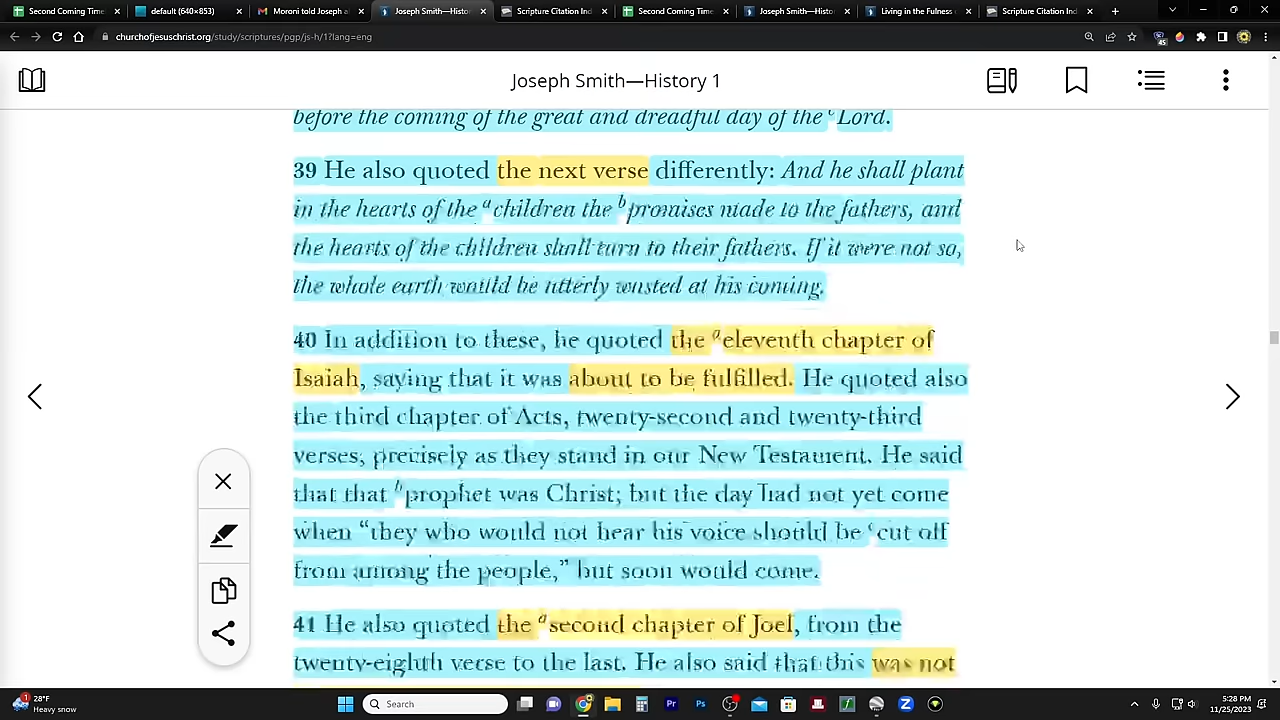 Second Coming Time
default (640×853)
Moroni told Joseph a
Joseph Smith—Histo
Scripture Citation Ind
Second Coming Time
Joseph Smith—Histo
Living in the Fulness
Scripture Citation Ind
churchofjesuschrist.org/study/scriptures/pgp/js-h/1?lang=eng
45
Joseph Smith—History 1
before the coming of the great and dreadful day of the c Lord.
39 He also quoted the next verse differently: And he shall plant
in the hearts of the a children the b promises made to the fathers, and
the hearts of the children shall turn to their fathers. If it were not so,
the whole earth would be utterly wasted at his coming.
40 In addition to these, he quoted the a eleventh chapter of
Isaiah, saying that it was about to be fulfilled. He quoted also
the third chapter of Acts, twenty-second and twenty-third
verses, precisely as they stand in our New Testament. He said
that that b prophet was Christ; but the day had not yet come
when “they who would not hear his voice should be c cut off
from among the people,” but soon would come.
41 He also quoted the a second chapter of Joel, from the
twenty-eighth verse to the last. He also said that this was not
1
28°F
Heavy snow
Search
Pr
Ps
5:28 PM
11/25/2023